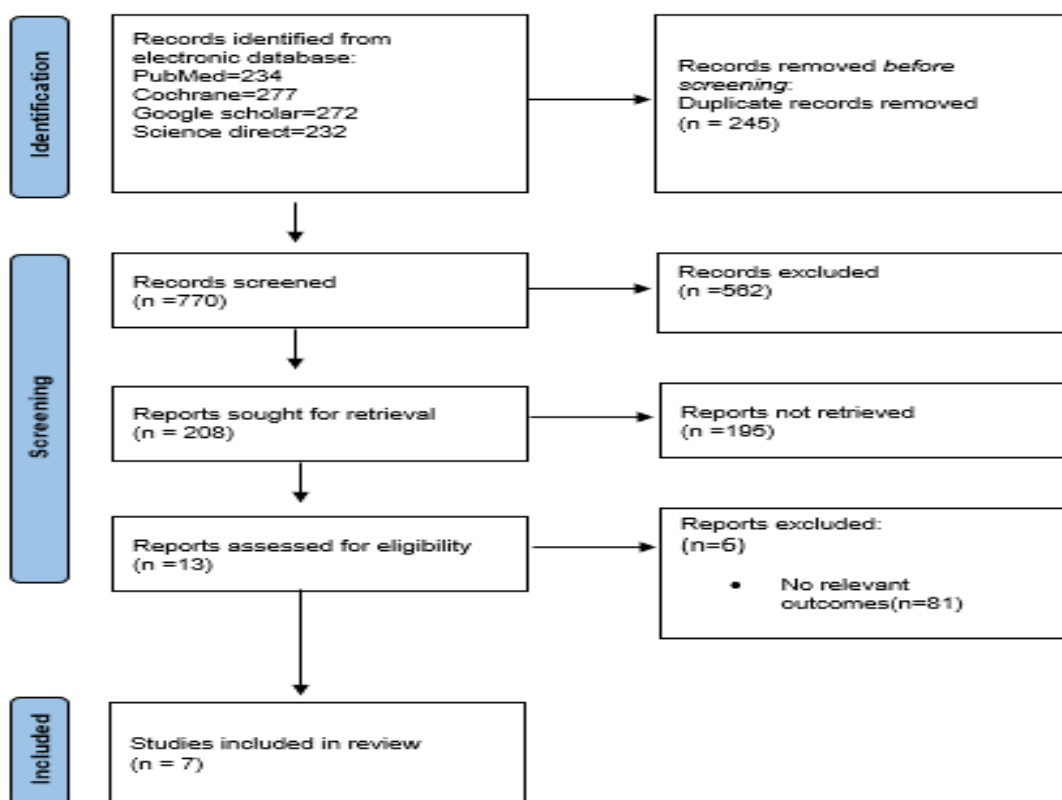 Identification
Records identified from
electronic database:
PubMed=234
Cochrane=277
Google scholar=272
Science direct=232
Records removed before
screening:
Duplicate records removed
(n = 245)
Screening
Records screened
(n =770)
Records excluded
(n =562)
Reports sought for retrieval
(n = 208)
Reports not retrieved
(n =195)
Reports assessed for eligibility
(n =13)
Reports excluded:
(n=6)
• No relevant
outcomes(n=81)
Included
Studies included in review
(n = 7)